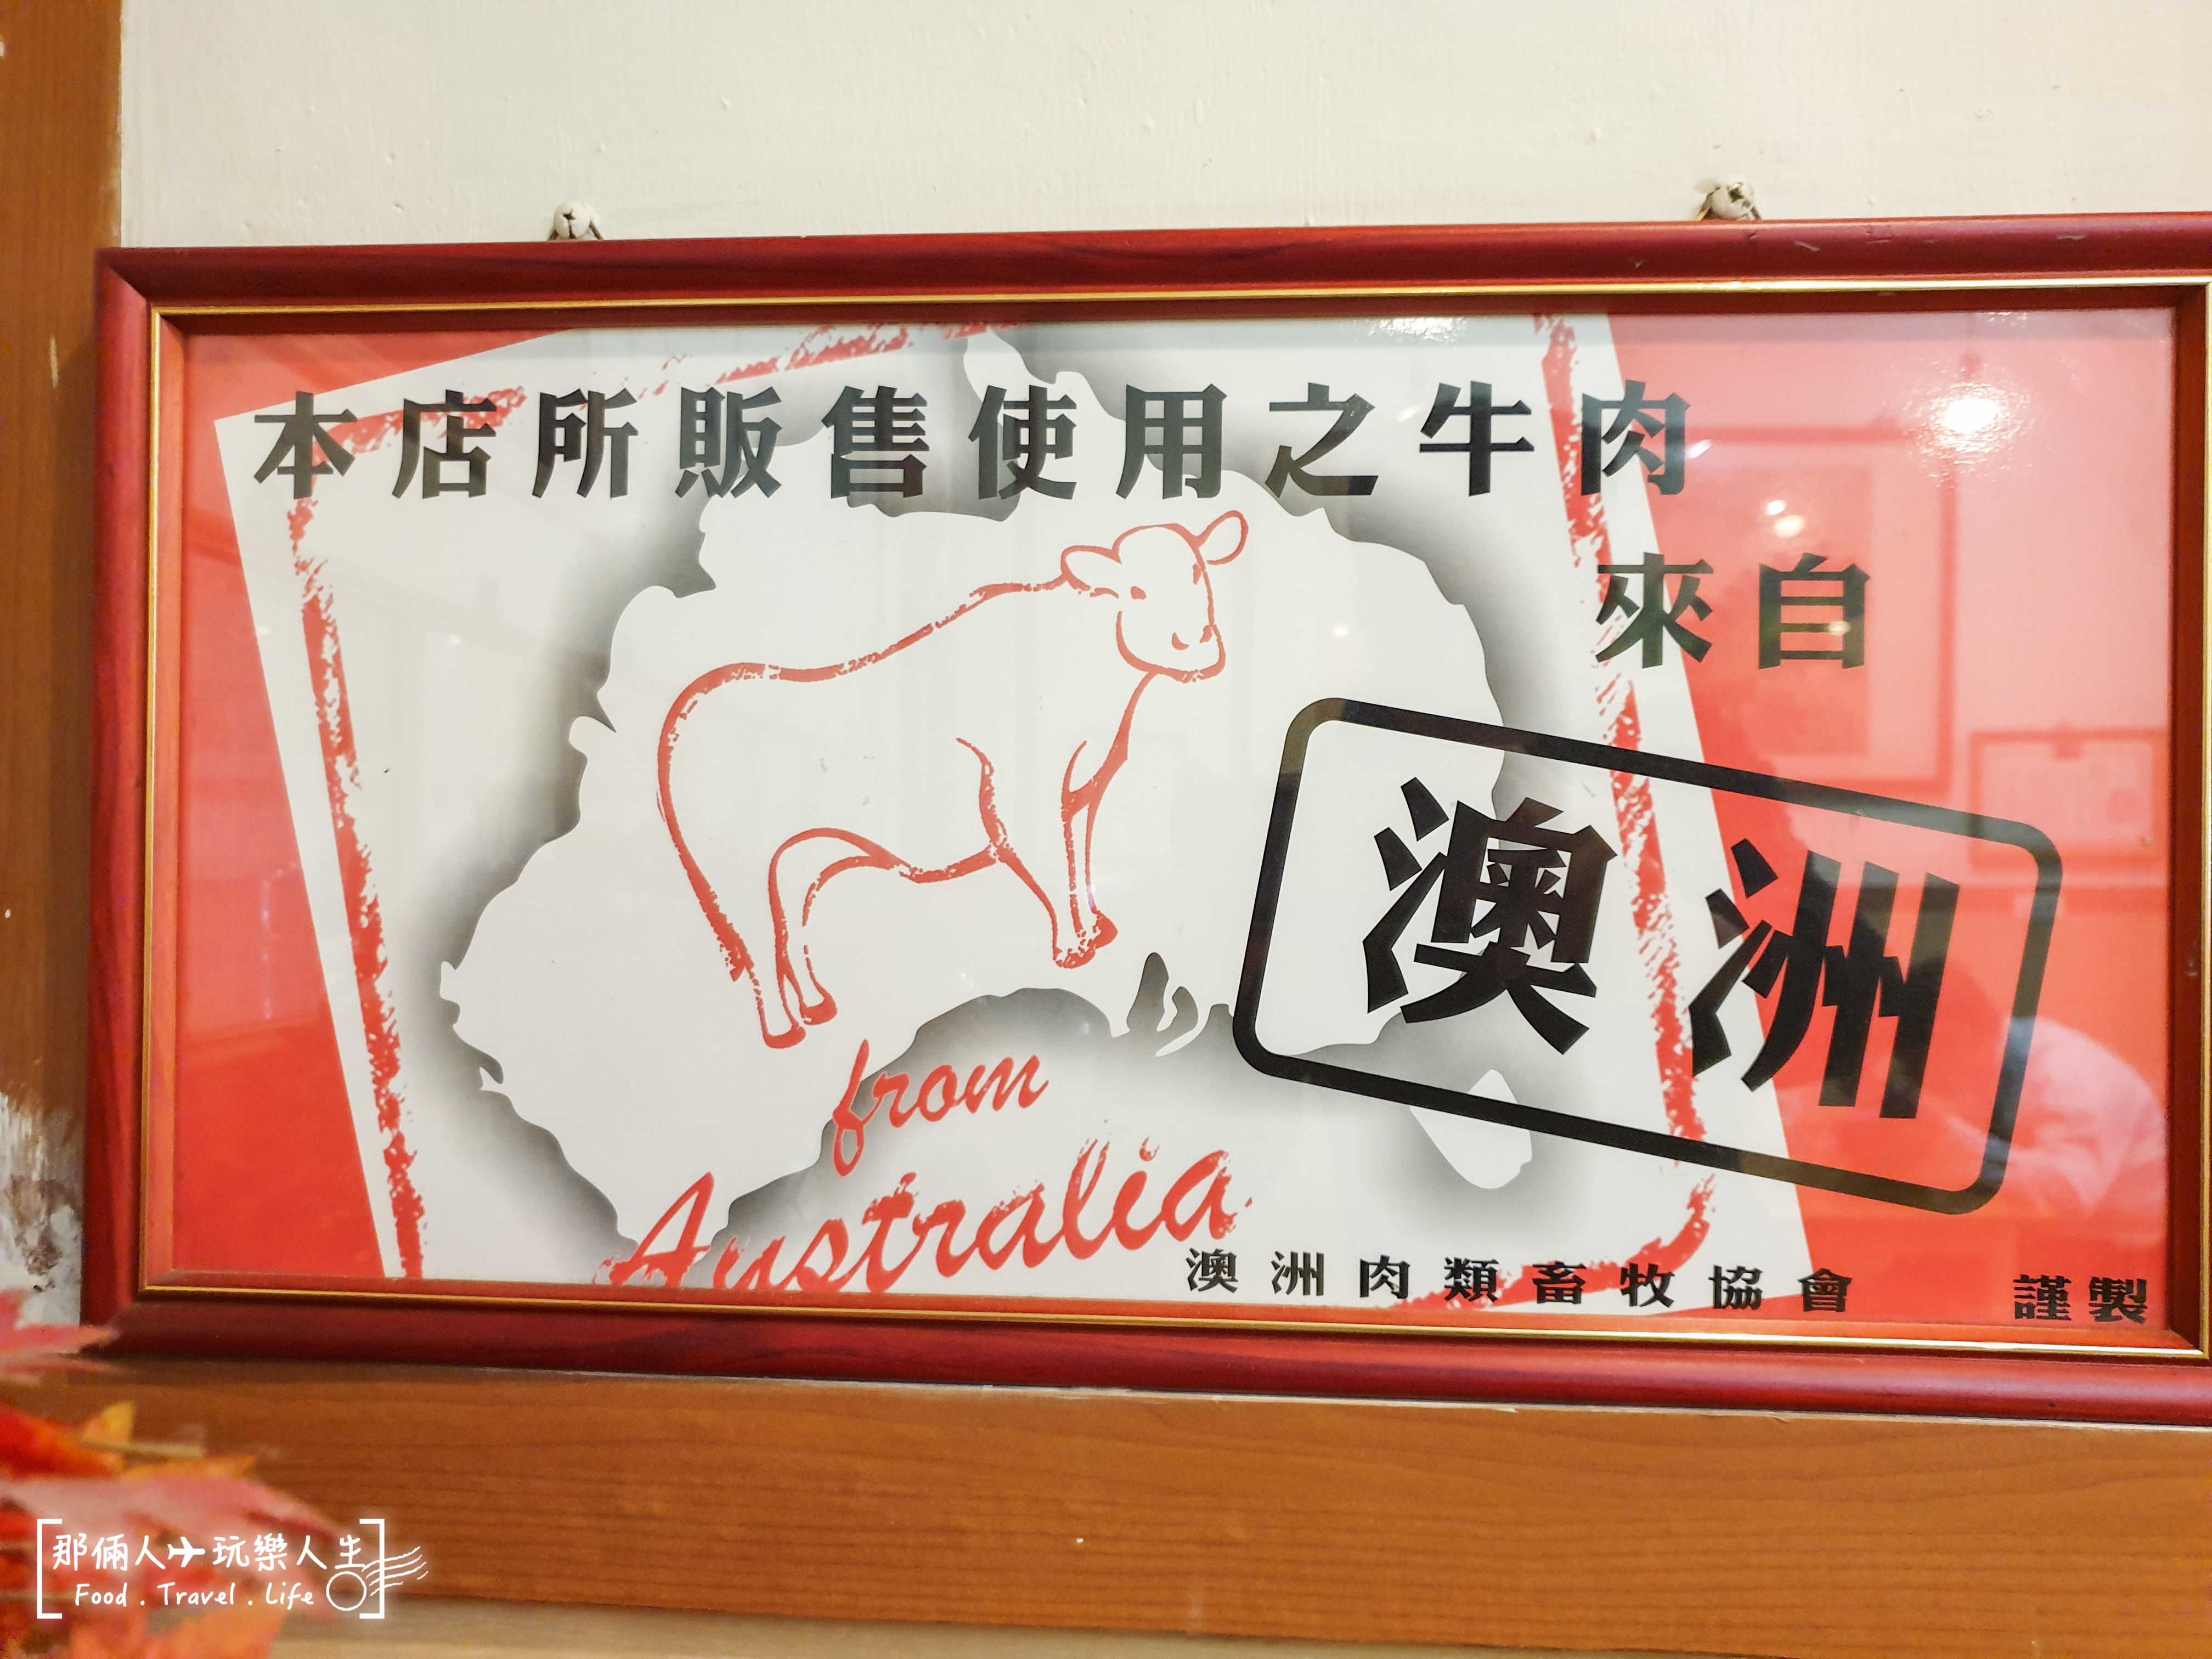 本店所販售使用之牛肉
來自
澳洲
from
Australia
澳洲肉類畜牧協會 謹製
那倆人✈玩樂人生
Food . Travel . Life